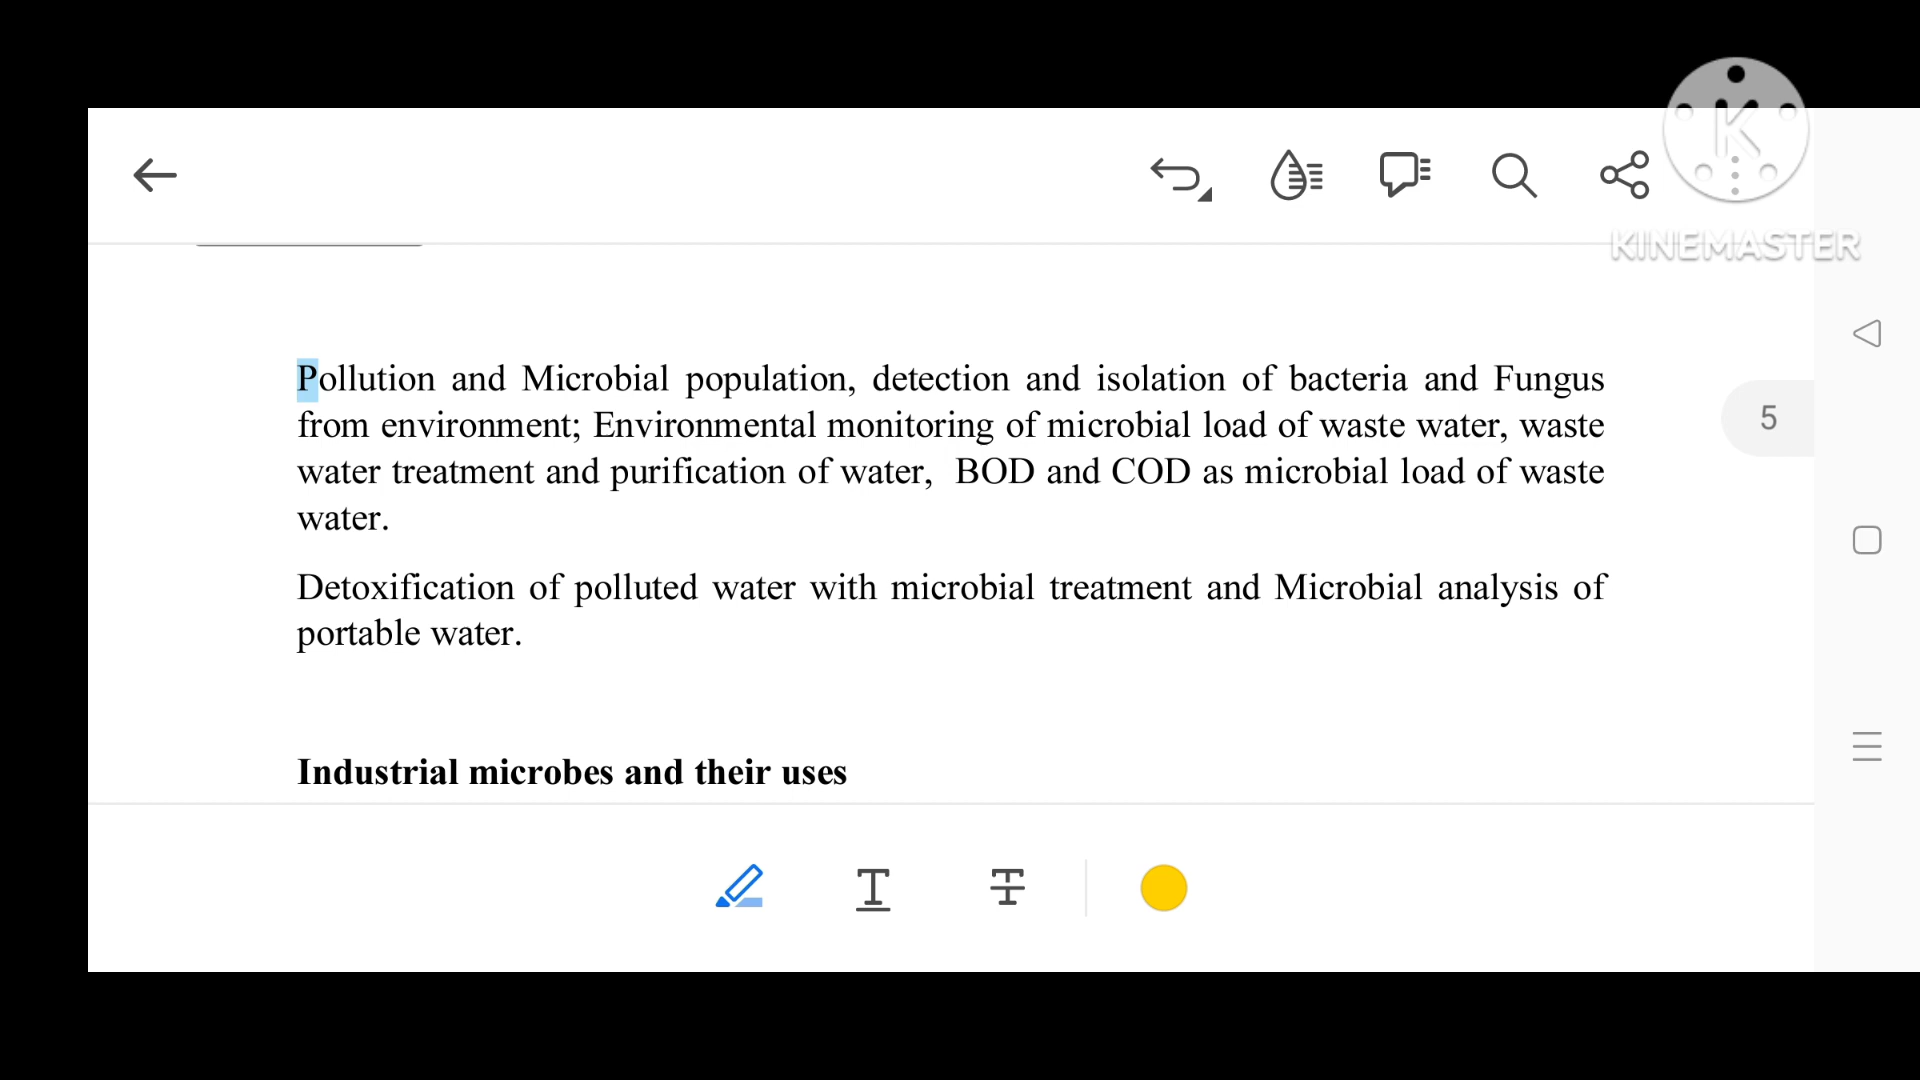 KINEMASTER
Pollution and Microbial population, detection and isolation of bacteria and Fungus
from environment; Environmental monitoring of microbial load of waste water, waste
water treatment and purification of water,  BOD and COD as microbial load of waste
water.
5
Detoxification of polluted water with microbial treatment and Microbial analysis of
portable water.
Industrial microbes and their uses